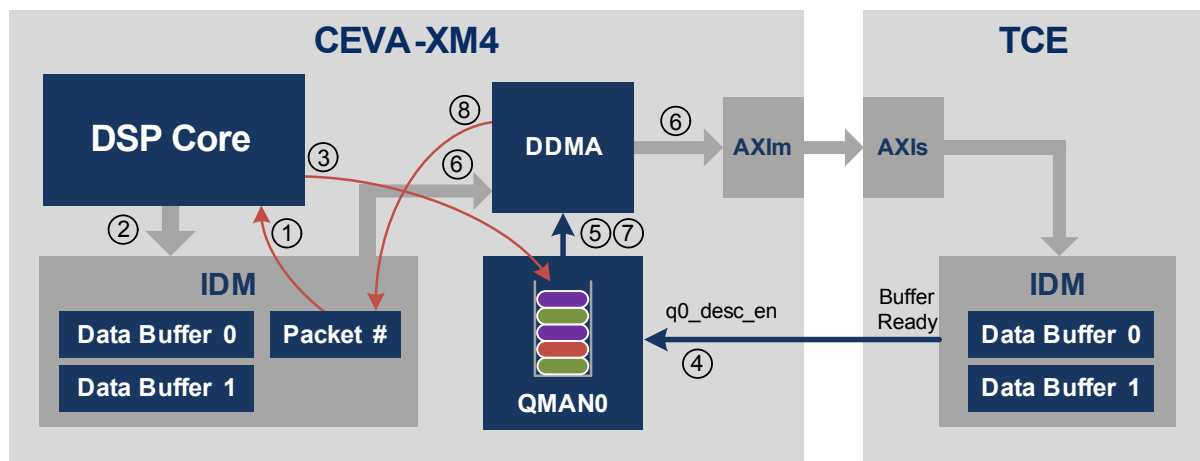 CEVA-XM4
TCE
DSP Core
⑧
DDMA
⑥
AXIm
AXIs
③
⑥
②
①
⑤⑦
IDM
Data Buffer 0
Packet #
Data Buffer 1
q0_desc_en
④
QMAN0
Buffer
Ready
IDM
Data Buffer 0
Data Buffer 1